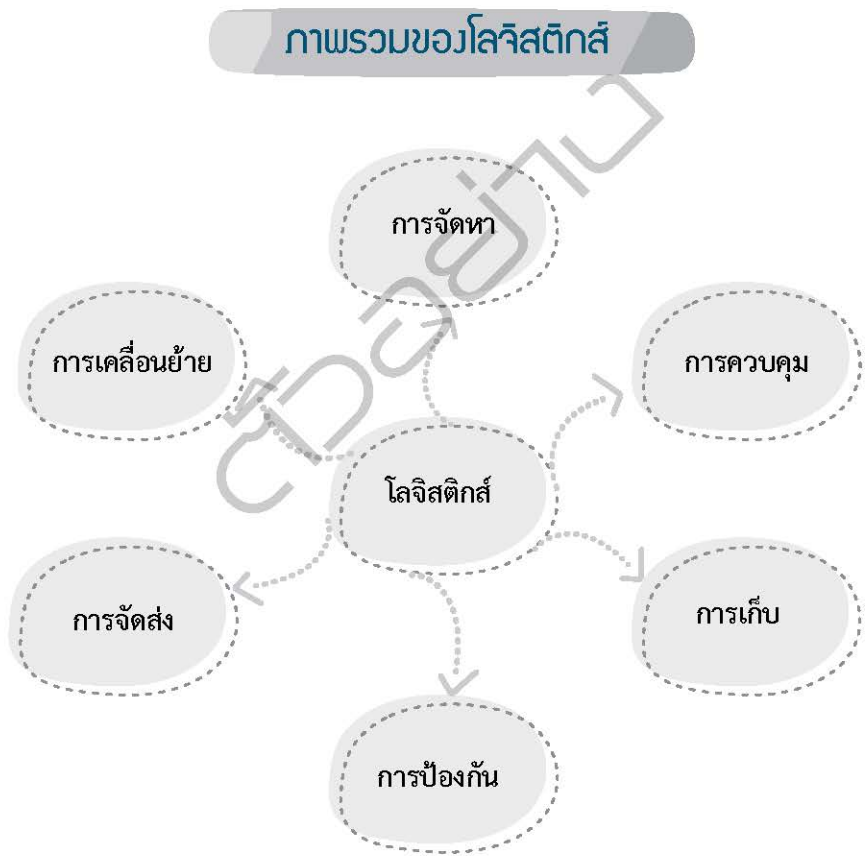 ภาพรวมของโลจิสติกส์
การจัดหา
การเคลื่อนย้าย
การควบคุม
โลจิสติกส์
การจัดส่ง
การเก็บ
การป้องกัน
ตัวอย่าง